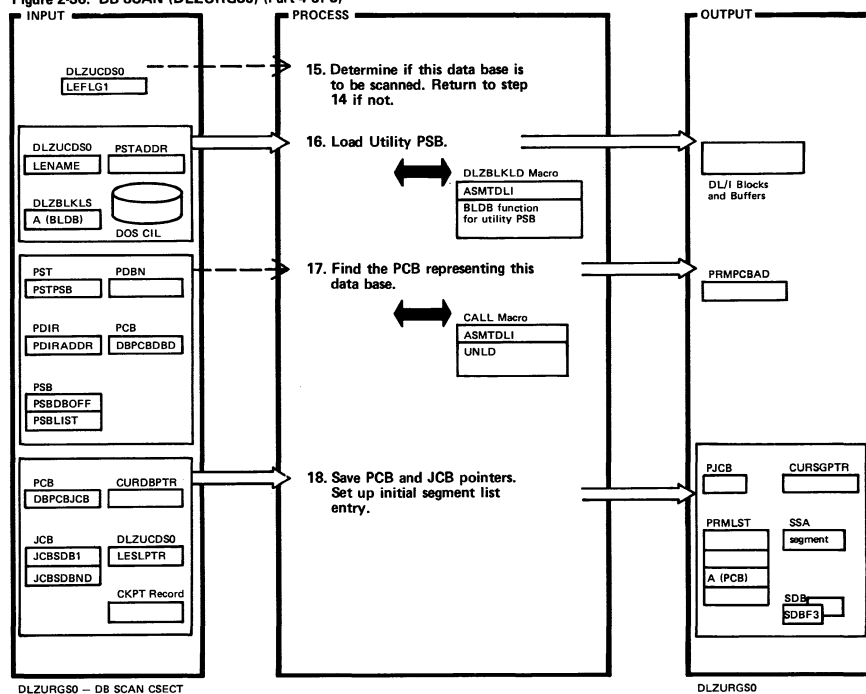 Figure 2-36. DB SCAN (DLZURGS0) (Part 4 of 8)
INPUT
PROCESS
OUTPUT
DLZUCDS0
LEFLG1
15. Determine if this data base is
to be scanned. Return to step
14 if not.
DLZUCDS0
PSTADDR
LENAME
DLZBLKLS
A (BLDB)
DOS CIL
16. Load Utility PSB.
DLZBLKLD Macro
ASMTDLI
BLDB function
for utility PSB
DL/I Blocks
and Buffers
PST
PDBN
PSTPSB
PDIR
PCB
PDIRADDR
DBPCBDBD
PSB
PSBDBOFF
PSBLIST
17. Find the PCB representing this
data base.
CALL Macro
ASMTDLI
UNLD
PRMPCBAD
PCB
CURDBPTR
DBPCBJCB
JCB
DLZUCDS0
JCBSDB1
LESLPTR
JCBSDBND
CKPT Record
18. Save PCB and JCB pointers.
Set up initial segment list
entry.
PJCB
CURSGPTR
PRMLST
SSA
segment
A (PCB)
SDB
SDBF3
DLZURGS0 – DB SCAN CSECT
DLZURGS0